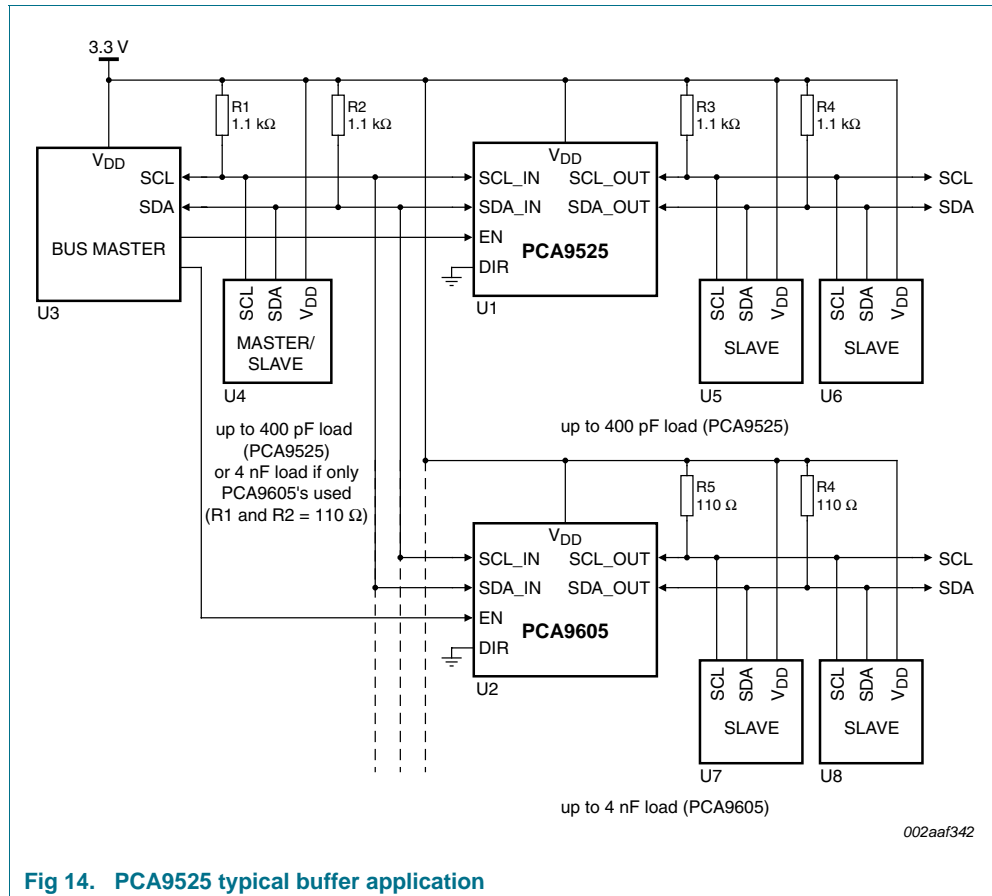 3.3 V
R1
1.1 kΩ
R2
1.1 kΩ
R3
1.1 kΩ
R4
1.1 kΩ
VDD
SCL
SDA
BUS MASTER
U3
VDD
SCL_IN
SCL_OUT
SDA_IN
SDA_OUT
EN
PCA9525
DIR
U1
SCL
SDA
SCL
SDA
VDD
MASTER/
SLAVE
U4
SCL
SDA
VDD
SLAVE
U5
SCL
SDA
VDD
SLAVE
U6
up to 400 pF load
(PCA9525)
or 4 nF load if only
PCA9605's used
(R1 and R2 = 110 Ω)
up to 400 pF load (PCA9525)
R5
110 Ω
R4
110 Ω
VDD
SCL_IN
SCL_OUT
SDA_IN
SDA_OUT
EN
PCA9605
DIR
U2
SCL
SDA
SCL
SDA
VDD
SLAVE
U7
SCL
SDA
VDD
SLAVE
U8
up to 4 nF load (PCA9605)
002aaf342
Fig 14. PCA9525 typical buffer application